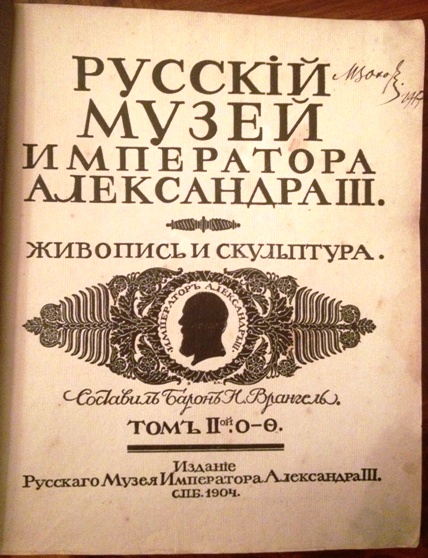 РУССКІЙ
МУЗЕЙ
ИМПЕРАТОРА
АЛЕКСАНДРА III.
ЖИВОПИСЬ И СКУЛЬПТУРА.
ИМПЕРАТОРЪ АЛЕКСАНДРЪ III.
Составилъ Баронъ Н. Врангель.
ТОМЪ IIой. О-Ѳ.
Изданіе
Русскаго Музея Императора Александра III.
С.П.Б. 1904.